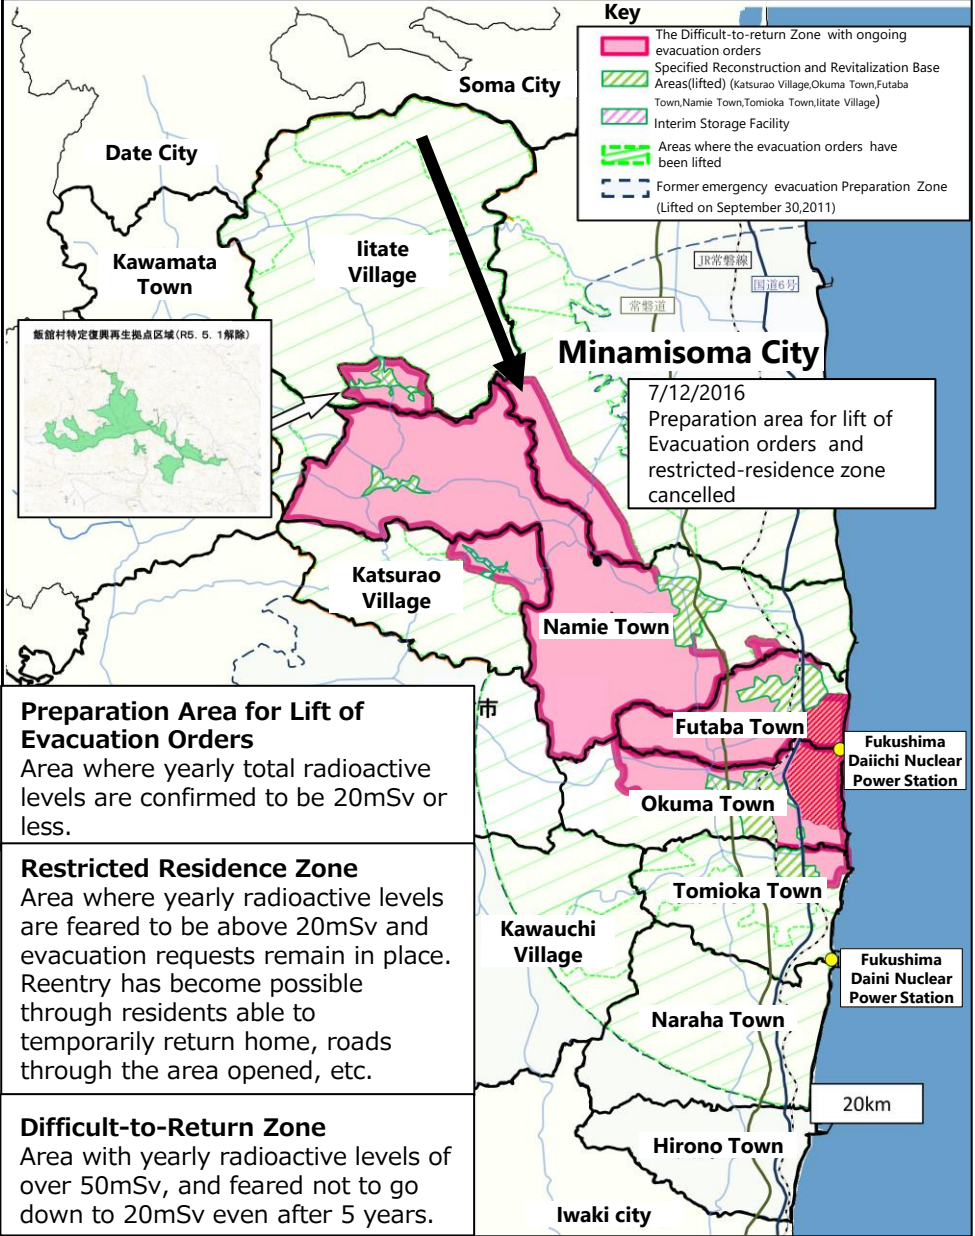 Key
The Difficult-to-return Zone with ongoing
evacuation orders
Specified Reconstruction and Revitalization Base
Areas(lifted) (Katsurao Village,Okuma Town,Futaba
Town,Namie Town,Tomioka Town,Iitate Village)
Interim Storage Facility
Areas where the evacuation orders have
been lifted
Former emergency evacuation Preparation Zone
(Lifted on September 30,2011)
Soma City
Date City
Kawamata
Town
Iitate
Village
JR常磐線
国道6号
常磐道
飯舘村特定復興再生拠点区域(R5.5.1解除)
Minamisoma City
7/12/2016
Preparation area for lift of
Evacuation orders and
restricted-residence zone
cancelled
Katsurao
Village
Namie Town
市
Futaba Town
Fukushima
Daiichi Nuclear
Power Station
Okuma Town
Tomioka Town
Kawauchi
Village
Fukushima
Daini Nuclear
Power Station
Naraha Town
20km
Hirono Town
Iwaki city
Preparation Area for Lift of
Evacuation Orders
Area where yearly total radioactive
levels are confirmed to be 20mSv or
less.
Restricted Residence Zone
Area where yearly radioactive levels
are feared to be above 20mSv and
evacuation requests remain in place.
Reentry has become possible
through residents able to
temporarily return home, roads
through the area opened, etc.
Difficult-to-Return Zone
Area with yearly radioactive levels of
over 50mSv, and feared not to go
down to 20mSv even after 5 years.